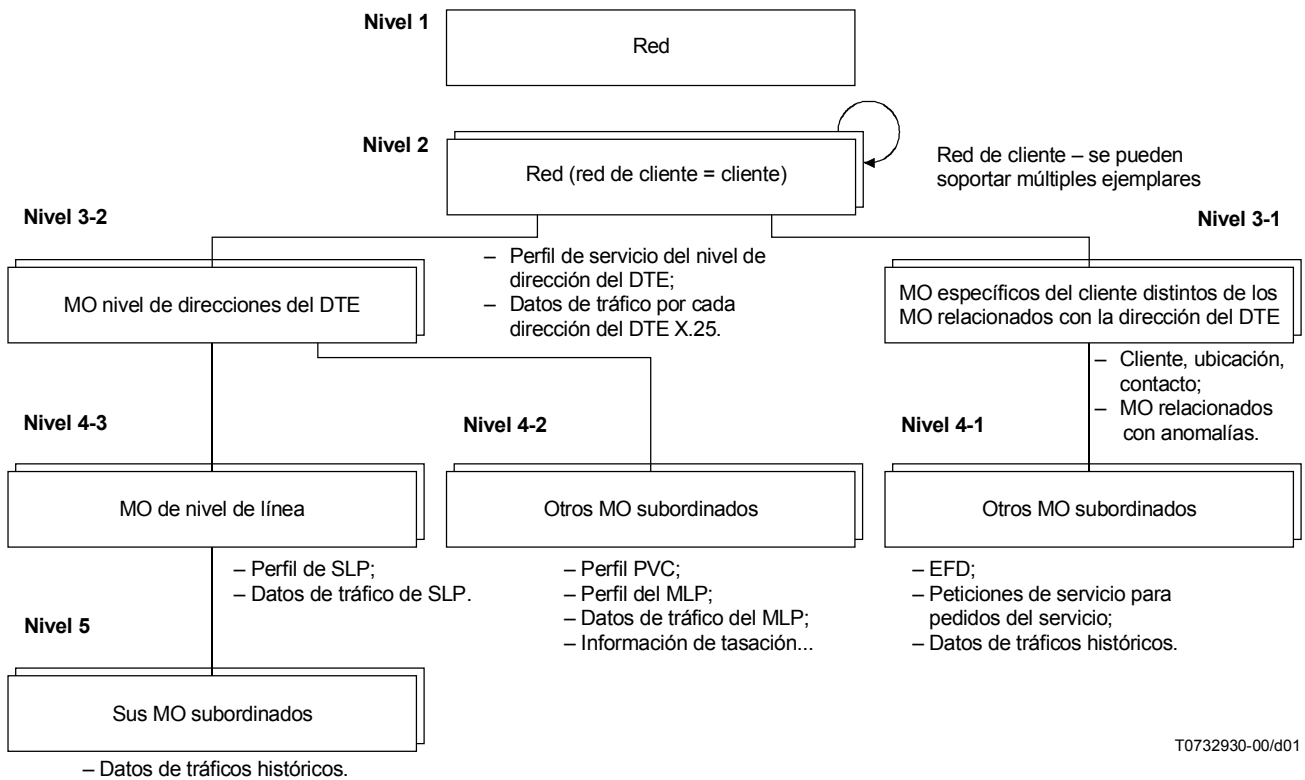 Nivel 1
Red
Nivel 2
Red (red de cliente = cliente)
Red de cliente – se pueden
soportar múltiples ejemplares
Nivel 3-2
Nivel 3-1
MO nivel de direcciones del DTE
– Perfil de servicio del nivel de
dirección del DTE;
– Datos de tráfico por cada
dirección del DTE X.25.
MO específicos del cliente distintos de los
MO relacionados con la dirección del DTE
– Cliente, ubicación,
contacto;
– MO relacionados
con anomalías.
Nivel 4-3
Nivel 4-2
Nivel 4-1
MO de nivel de línea
Otros MO subordinados
Otros MO subordinados
– Perfil de SLP;
– Datos de tráfico de SLP.
– Perfil PVC;
– Perfil del MLP;
– Datos de tráfico del MLP;
– Información de tasación...
– EFD;
– Peticiones de servicio para
pedidos del servicio;
– Datos de tráficos históricos.
Nivel 5
Sus MO subordinados
– Datos de tráficos históricos.
T0732930-00/d01